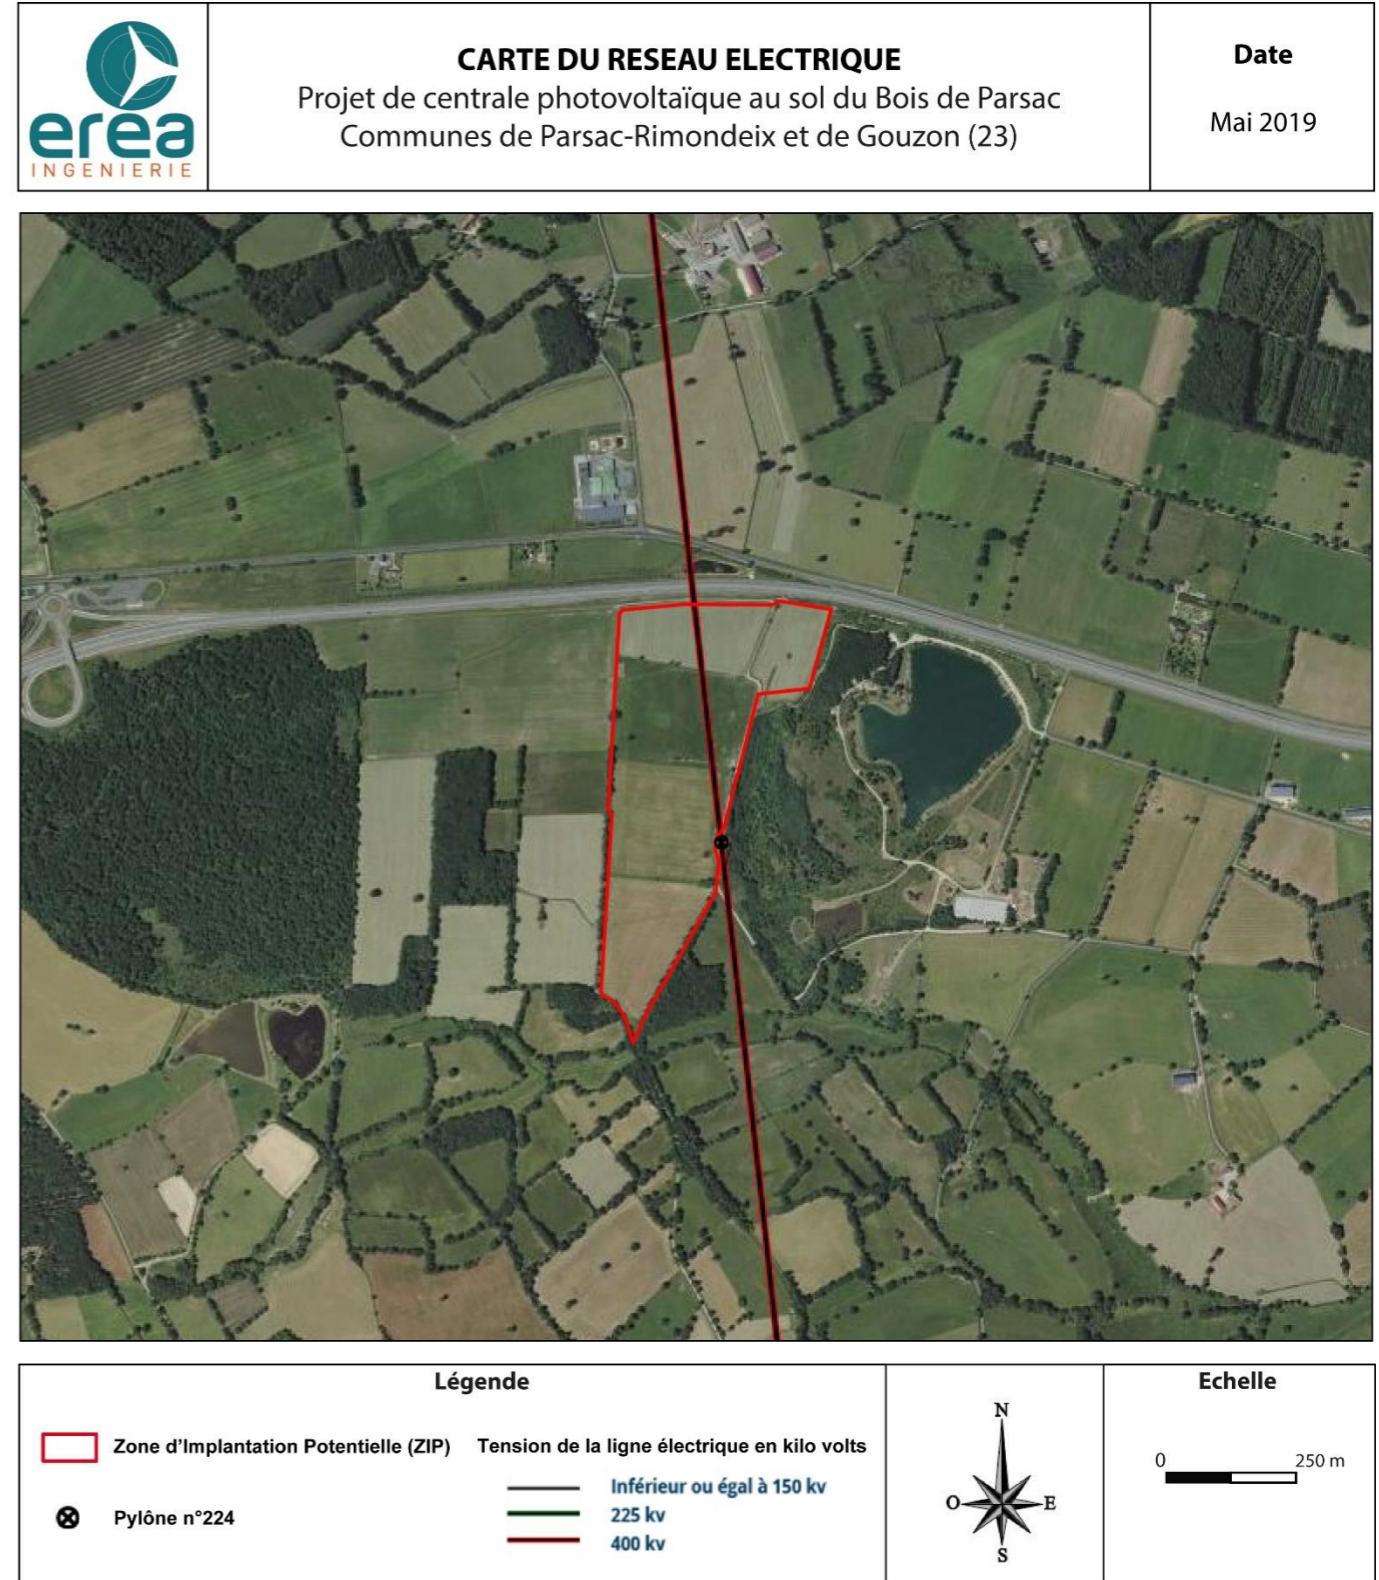 erea
INGENIERIE
CARTE DU RESEAU ELECTRIQUE
Projet de centrale photovoltaïque au sol du Bois de Parsac
Communes de Parsac-Rimondeix et de Gouzon (23)
Date
Mai 2019
Légende
Zone d'Implantation Potentielle (ZIP)
Pylône n°224
Tension de la ligne électrique en kilo volts
Inférieur ou égal à 150 kv
225 kv
400 kv
N
O
E
S
Echelle
0
250 m